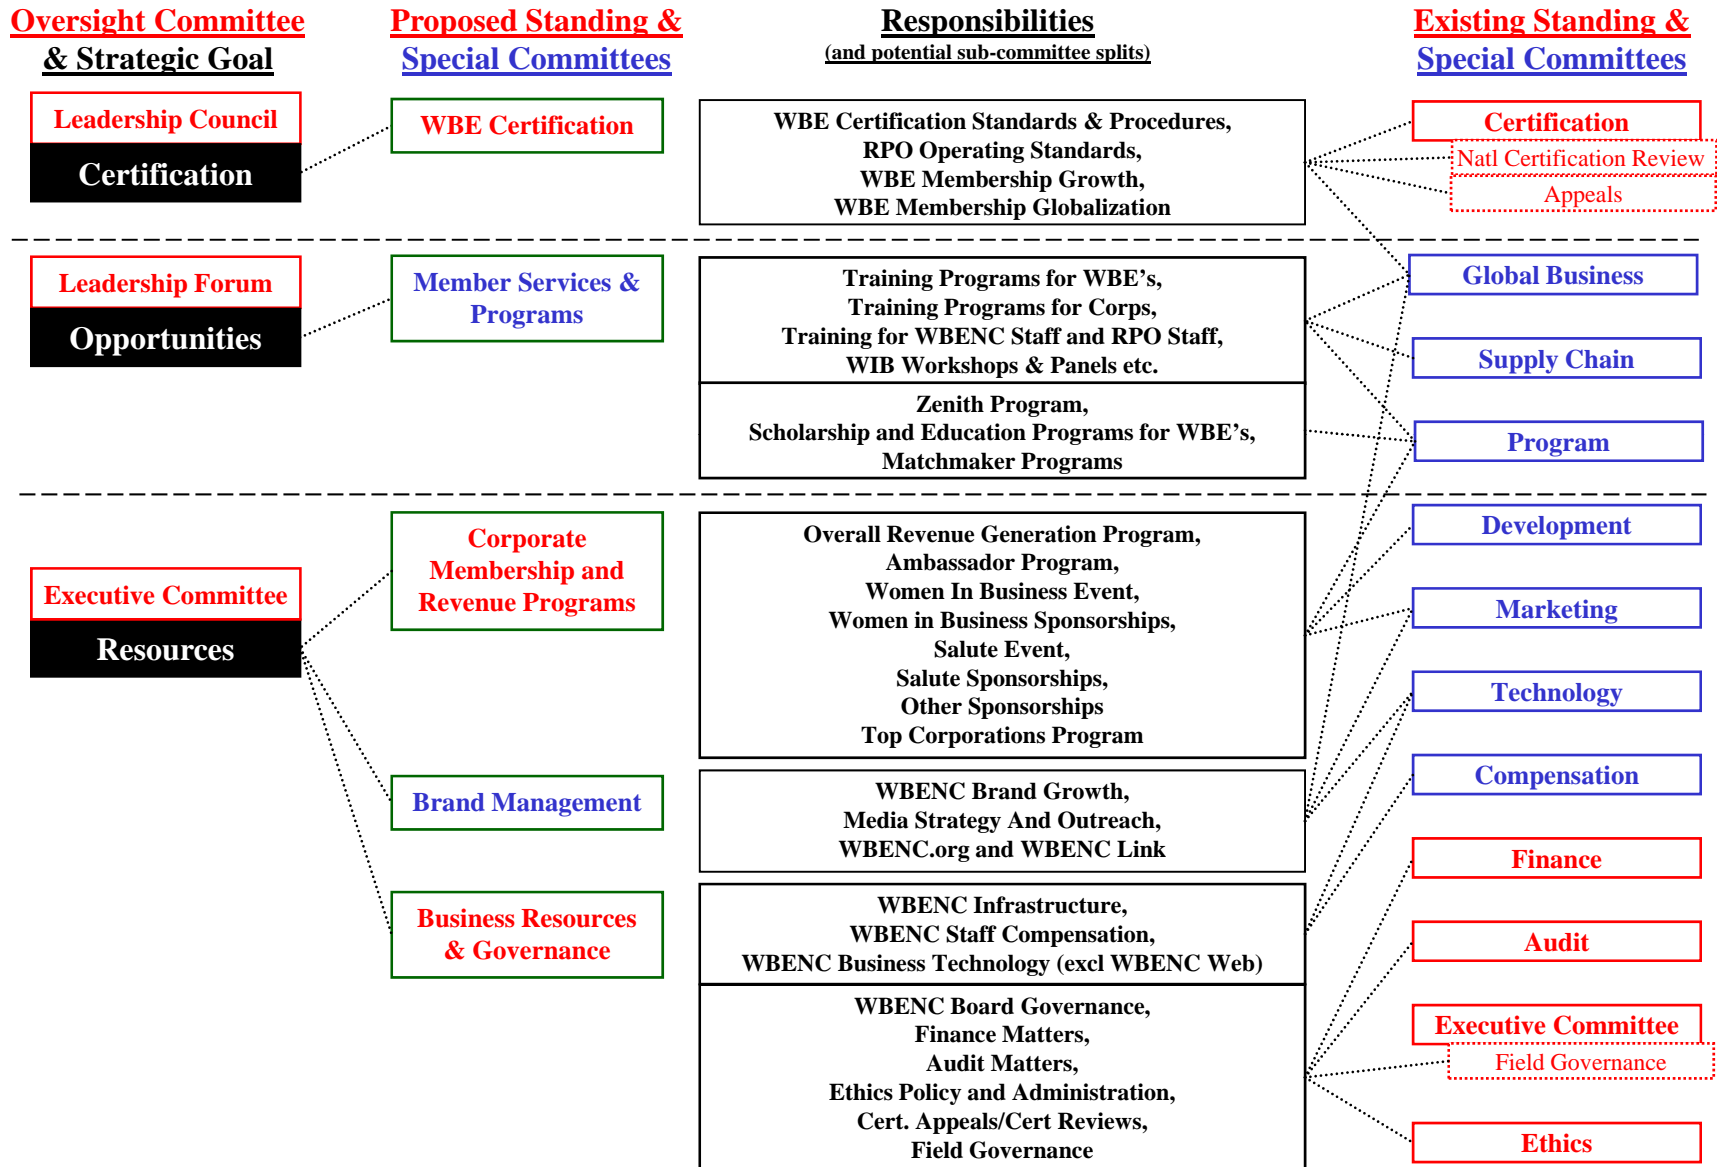 Oversight Committee
& Strategic Goal
Proposed Standing &
Special Committees
Responsibilities
(and potential sub-committee splits)
Existing Standing &
Special Committees
Leadership Council
Certification
WBE Certification
WBE Certification Standards & Procedures,
RPO Operating Standards,
WBE Membership Growth,
WBE Membership Globalization
Certification
Natl Certification Review
Appeals
Leadership Forum
Opportunities
Member Services &
Programs
Training Programs for WBE's,
Training Programs for Corps,
Training for WBENC Staff and RPO Staff,
WIB Workshops & Panels etc.
Zenith Program,
Scholarship and Education Programs for WBE's,
Matchmaker Programs
Global Business
Supply Chain
Program
Executive Committee
Resources
Corporate
Membership and
Revenue Programs
Overall Revenue Generation Program,
Ambassador Program,
Women In Business Event,
Women in Business Sponsorships,
Salute Event,
Salute Sponsorships,
Other Sponsorships
Top Corporations Program
Brand Management
WBENC Brand Growth,
Media Strategy And Outreach,
WBENC.org and WBENC Link
Business Resources
& Governance
WBENC Infrastructure,
WBENC Staff Compensation,
WBENC Business Technology (excl WBENC Web)
WBENC Board Governance,
Finance Matters,
Audit Matters,
Ethics Policy and Administration,
Cert. Appeals/Cert Reviews,
Field Governance
Development
Marketing
Technology
Compensation
Finance
Audit
Executive Committee
Field Governance
Ethics